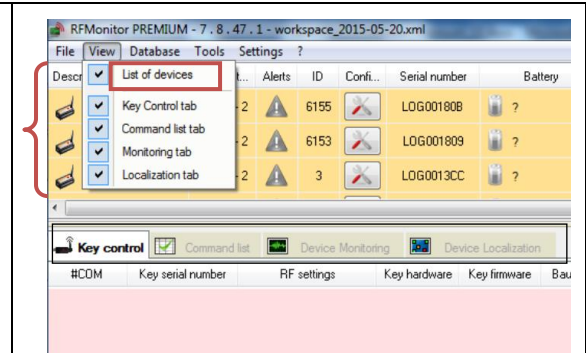 RFMonitor PREMIUM - 7 . 8 . 47 . 1 - workspace_2015-05-20.xml
File View Database Tools Settings ?
Descr List of devices t... Alerts ID Confi... Serial number Battery
Key Control tab 2 6155 LOG00180B ?
Command list tab
Monitoring tab 2 6153 LOG001809 ?
Localization tab 2 3 LOG0013CC ?
Key control Command list Device Monitoring Device Localization
#COM Key serial number RF settings Key hardware Key firmware Bau